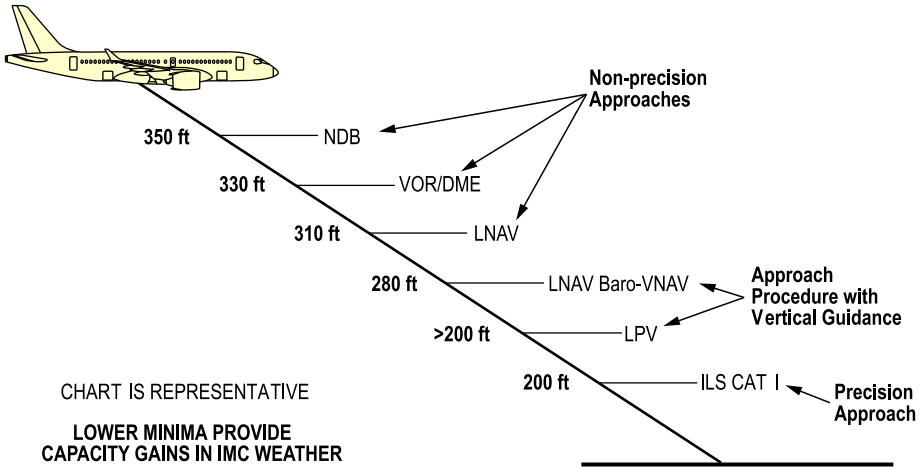 Non-precision
Approaches
350 ft
NDB
330 ft
VOR/DME
310 ft
LNAV
280 ft
LNAV Baro-VNAV
Approach
Procedure with
Vertical Guidance
>200 ft
LPV
200 ft
ILS CAT I
Precision
Approach
CHART IS REPRESENTATIVE
LOWER MINIMA PROVIDE
CAPACITY GAINS IN IMC WEATHER